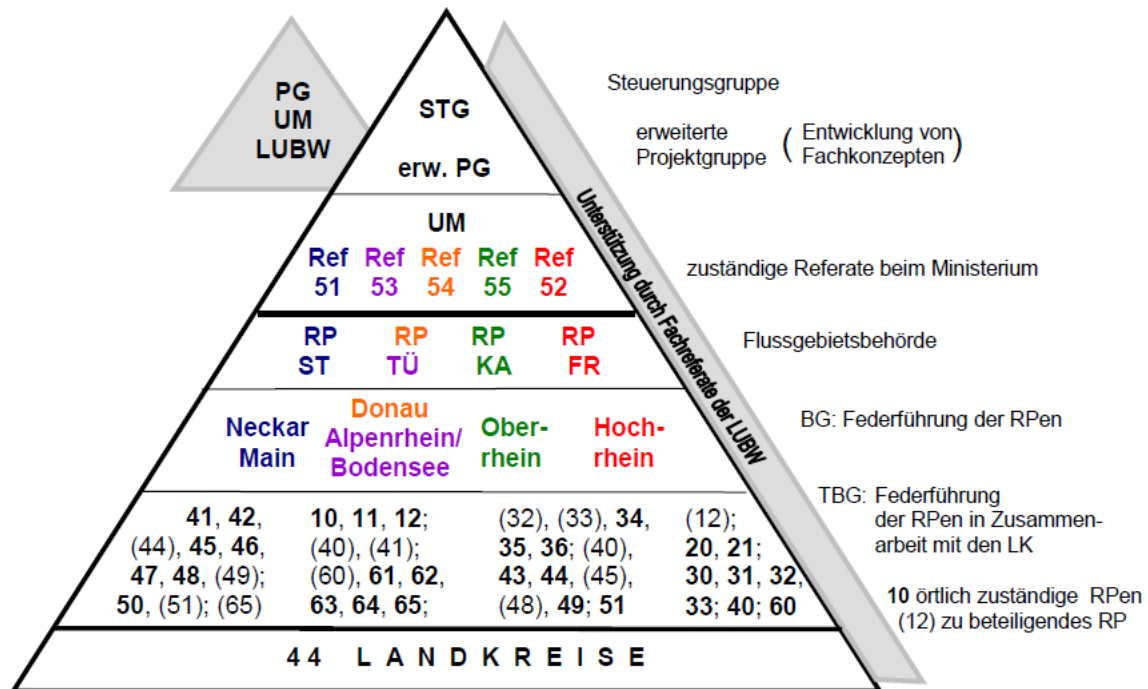 PG
UM
LUBW
STG
erw. PG
Steuerungsgruppe
erweiterte
Projektgruppe
( Entwicklung von
Fachkonzepten )
Unterstützung durch Fachreferate der LUBW
UM
Ref Ref Ref Ref Ref
51 53 54 55 52
zuständige Referate beim Ministerium
RP RP RP RP
ST TÜ KA FR
Flussgebietsbehörde
Neckar
Main
Donau
Alpenrhein/
Bodensee
Ober-
rhein
Hoch-
rhein
BG: Federführung der RPen
41, 42,
(44), 45, 46,
47, 48, (49);
50, (51); (65)
10, 11, 12;
(40), (41);
(60), 61, 62,
63, 64, 65;
(32), (33), 34,
35, 36; (40),
43, 44, (45),
(48), 49; 51
(12);
20, 21;
30, 31, 32,
33; 40; 60
TBG: Federführung
der RPen in Zusammen-
arbeit mit den LK
10 örtlich zuständige RPen
(12) zu beteiligendes RP
44 LANDKREISE